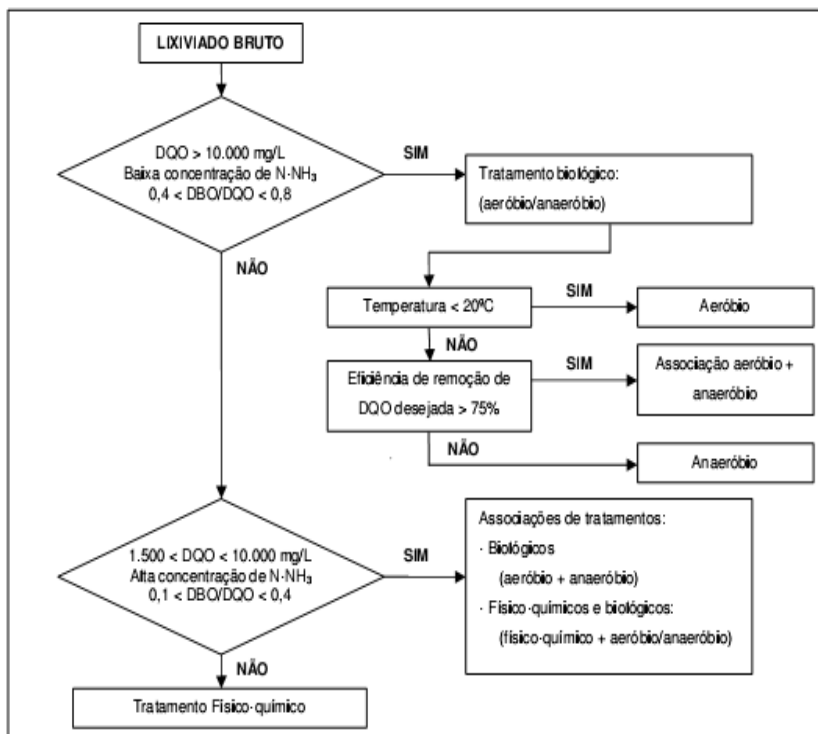 LIXIVIADO BRUTO
DQO > 10.000 mg/L
Baixa concentração de N-NH₃
0,4 < DBO/DQO < 0,8
SIM
Tratamento biológico:
(aeróbio/anaeróbio)
NÃO
Temperatura < 20ºC
SIM
Aeróbio
NÃO
Eficiência de remoção de
DQO desejada > 75%
SIM
Associação aeróbio +
anaeróbio
NÃO
Anaeróbio
1.500 < DQO < 10.000 mg/L
Alta concentração de N-NH₃
0,1 < DBO/DQO < 0,4
SIM
Associações de tratamentos:
· Biológicos
(aeróbio + anaeróbio)
· Físico-químicos e biológicos:
(físico-químico + aeróbio/anaeróbio)
NÃO
Tratamento Físico-químico